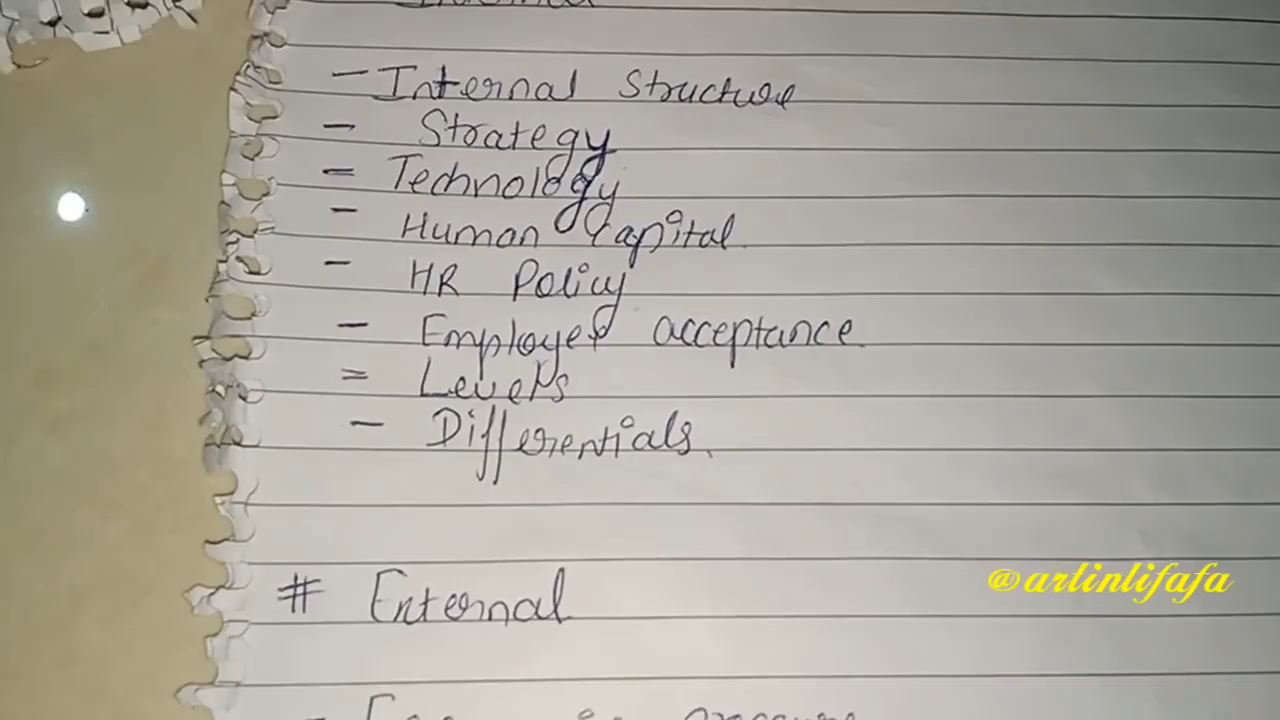 - Internal Structure
- Strategy
= Technology
- Human Capital
- HR Policy
- Employee acceptance
= Levels
- Differentials.
# External
@artinlifafa